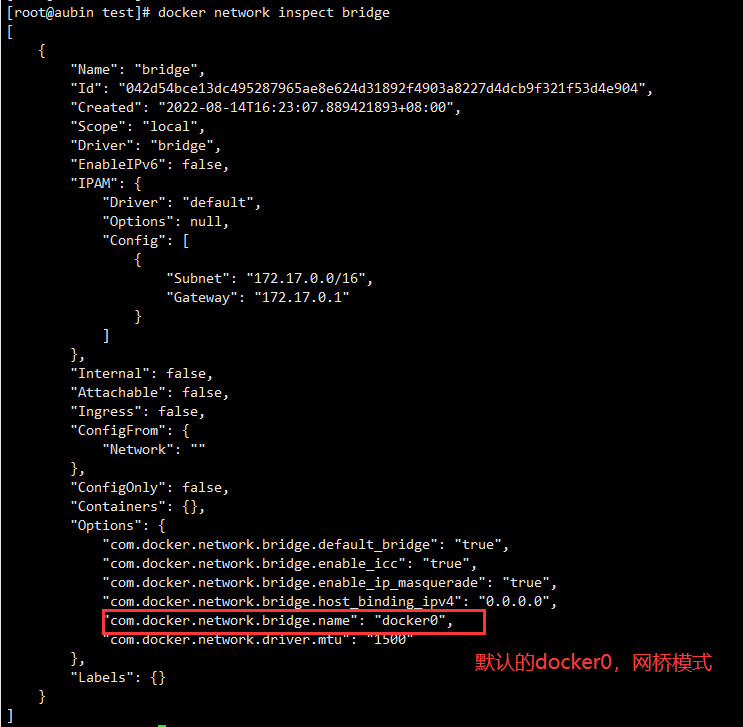 [root@aubin test]# docker network inspect bridge
[
    {
        "Name": "bridge",
        "Id": "042d54bce13dc495287965ae8e624d31892f4903a8227d4dcb9f321f53d4e904",
        "Created": "2022-08-14T16:23:07.889421893+08:00",
        "Scope": "local",
        "Driver": "bridge",
        "EnableIPv6": false,
        "IPAM": {
            "Driver": "default",
            "Options": null,
            "Config": [
                {
                    "Subnet": "172.17.0.0/16",
                    "Gateway": "172.17.0.1"
                }
            ]
        },
        "Internal": false,
        "Attachable": false,
        "Ingress": false,
        "ConfigFrom": {
            "Network": ""
        },
        "ConfigOnly": false,
        "Containers": {},
        "Options": {
            "com.docker.network.bridge.default_bridge": "true",
            "com.docker.network.bridge.enable_icc": "true",
            "com.docker.network.bridge.enable_ip_masquerade": "true",
            "com.docker.network.bridge.host_binding_ipv4": "0.0.0.0",
            "com.docker.network.bridge.name": "docker0",
            "com.docker.network.driver.mtu": "1500"
        },
默认的docker0，网桥模式
        "Labels": {}
    }
]